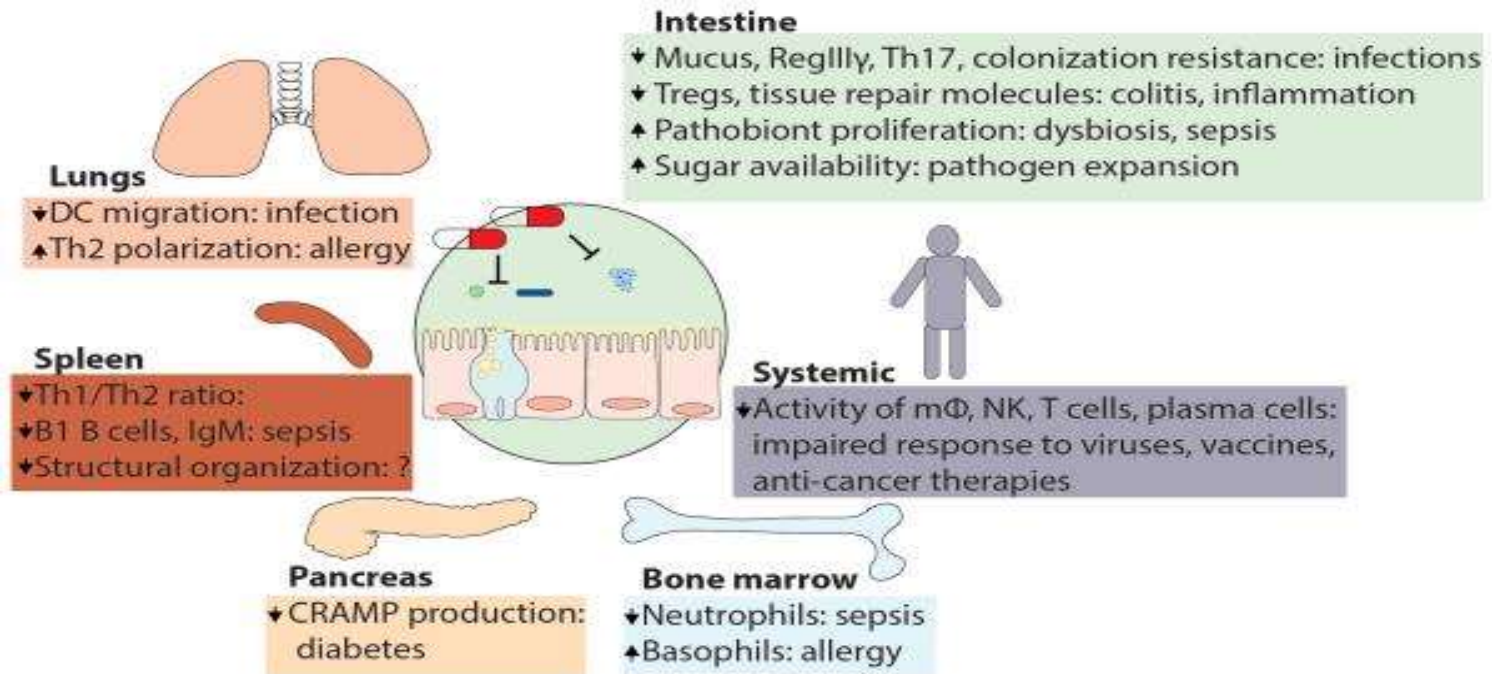 Intestine
↓ Mucus, RegIIIγ, Th17, colonization resistance: infections
↓ Tregs, tissue repair molecules: colitis, inflammation
↑ Pathobiont proliferation: dysbiosis, sepsis
↑ Sugar availability: pathogen expansion
Lungs
↓DC migration: infection
↑Th2 polarization: allergy
Spleen
↓Th1/Th2 ratio:
↓B1 B cells, IgM: sepsis
↓Structural organization: ?
Systemic
↓Activity of mΦ, NK, T cells, plasma cells:
impaired response to viruses, vaccines,
anti-cancer therapies
Pancreas
↓CRAMP production:
diabetes
Bone marrow
↓Neutrophils: sepsis
↑Basophils: allergy